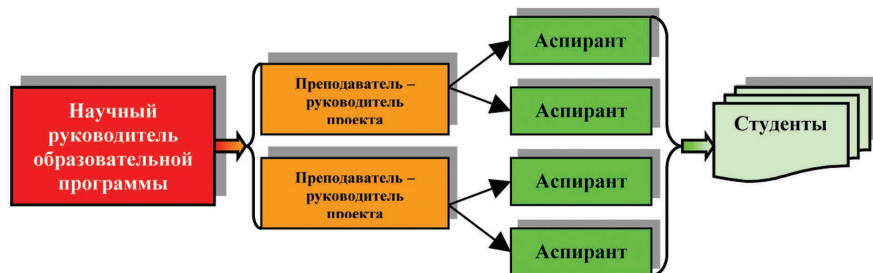 Научный
руководитель
образовательной
программы
Преподаватель –
руководитель
проекта
Преподаватель –
руководитель
проекта
Аспирант
Аспирант
Аспирант
Аспирант
Студенты